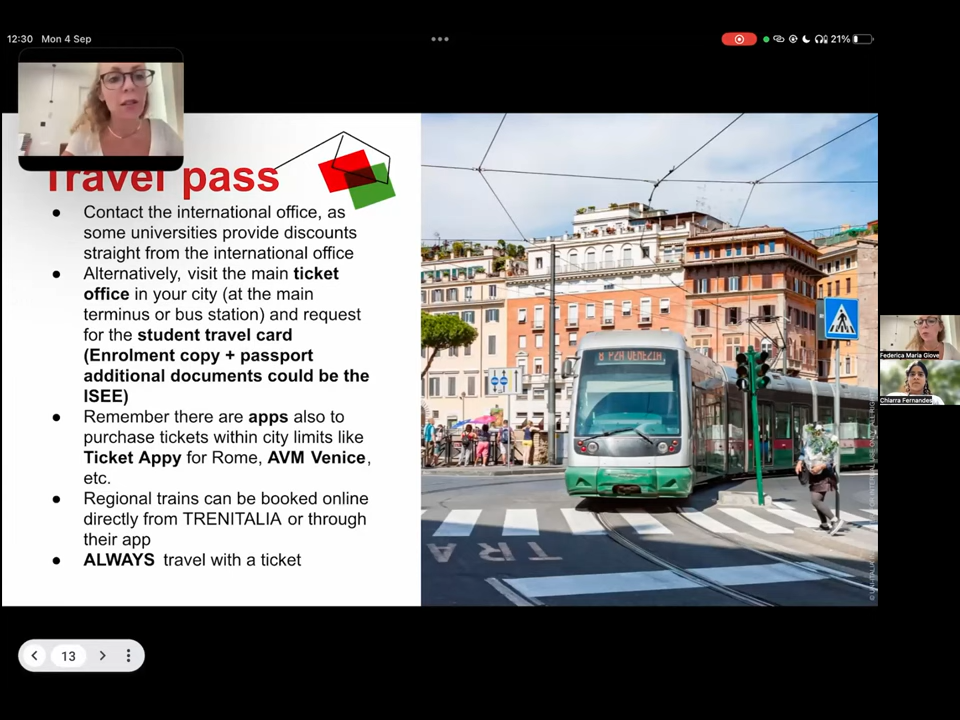 12:30 Mon 4 Sep
21%
Travel pass
● Contact the international office, as
some universities provide discounts
straight from the international office
● Alternatively, visit the main ticket
office in your city (at the main
terminus or bus station) and request
for the student travel card
(Enrolment copy + passport
additional documents could be the
ISEE)
● Remember there are apps also to
purchase tickets within city limits like
Ticket Appy for Rome, AVM Venice,
etc.
● Regional trains can be booked online
directly from TRENITALIA or through
their app
● ALWAYS travel with a ticket
8 PZA VENEZIA
TRA
Federica Maria Giove
Chiarra Fernandes
13